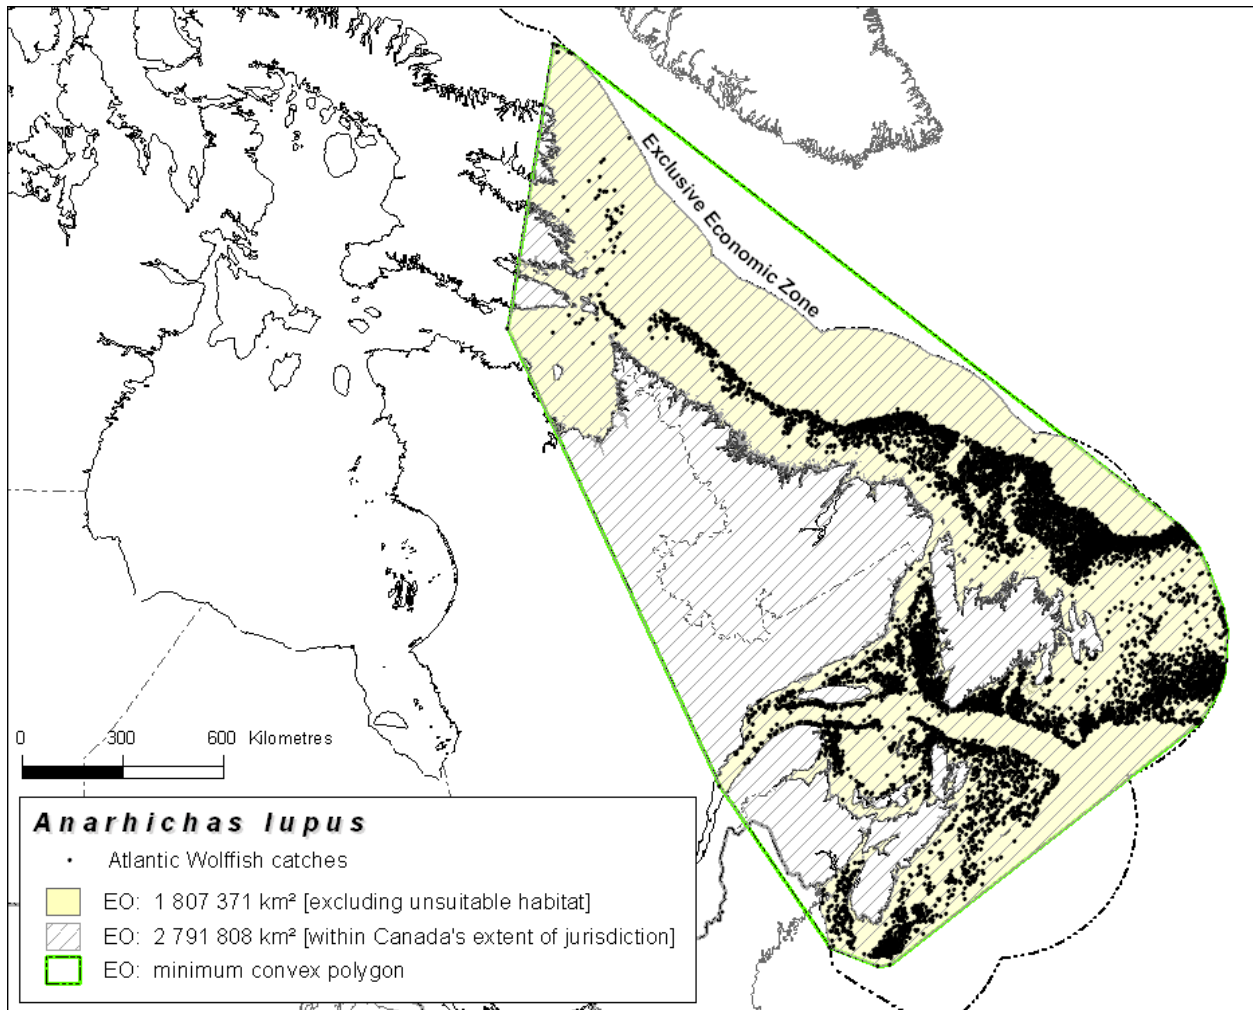 Exclusive Economic Zone
0 300 600 Kilometres
Anarhichas lupus
Atlantic Wolffish catches
EO: 1 807 371 km² [excluding unsuitable habitat]
EO: 2 791 808 km² [within Canada's extent of jurisdiction]
EO: minimum convex polygon